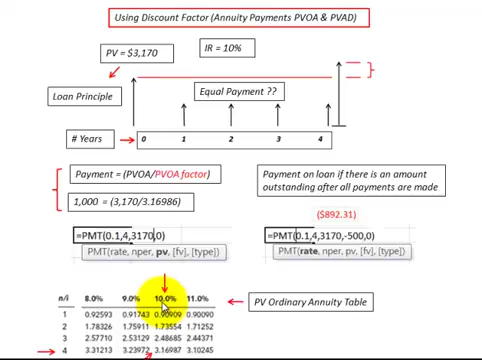 Using Discount Factor (Annuity Payments PVOA & PVAD)
PV = $3,170
IR = 10%
Loan Principle
Equal Payment ??
# Years
0 1 2 3 4
Payment = (PVOA/PVOA factor)
1,000 = (3,170/3.16986)
Payment on loan if there is an amount
outstanding after all payments are made
($892.31)
=PMT(0.1,4,3170,0)
PMT(rate, nper, pv, [fv], [type])
=PMT(0.1,4,3170,-500,0)
PMT(rate, nper, pv, [fv], [type])
n/i 8.0% 9.0% 10.0% 11.0%
1 0.92593 0.91743 0.90909 0.90090
2 1.78326 1.75911 1.73554 1.71252
3 2.57710 2.53129 2.48685 2.44371
4 3.31213 3.23972 3.16987 3.10245
PV Ordinary Annuity Table